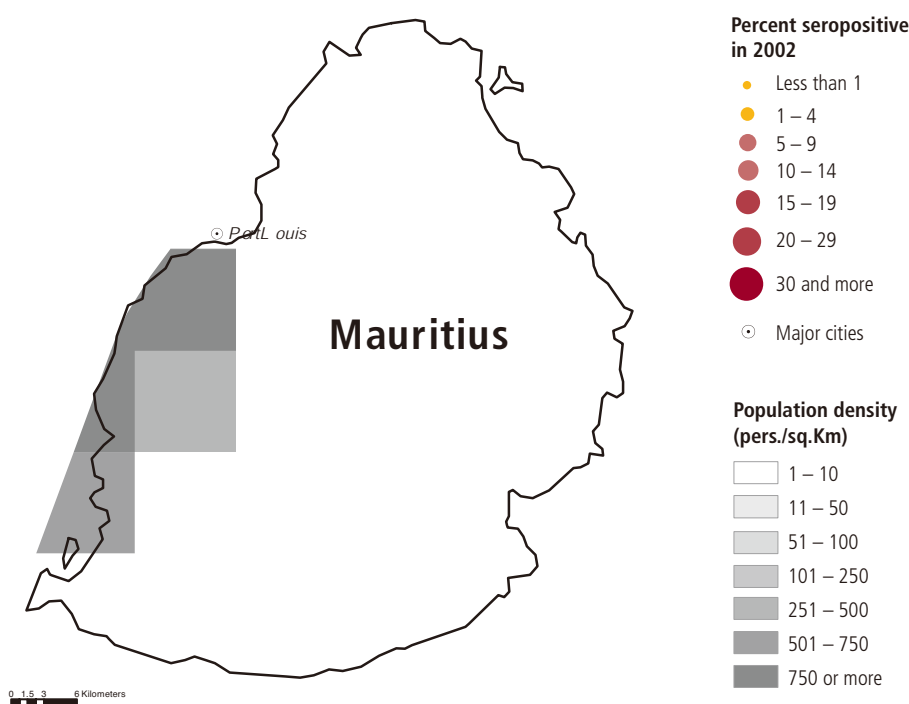 Percent seropositive
in 2002
Less than 1
1 – 4
5 – 9
10 – 14
15 – 19
20 – 29
30 and more
Major cities
PortL ouis
Mauritius
Population density
(pers./sq.Km)
1 – 10
11 – 50
51 – 100
101 – 250
251 – 500
501 – 750
750 or more
0 1.5 3 6 Kilometers